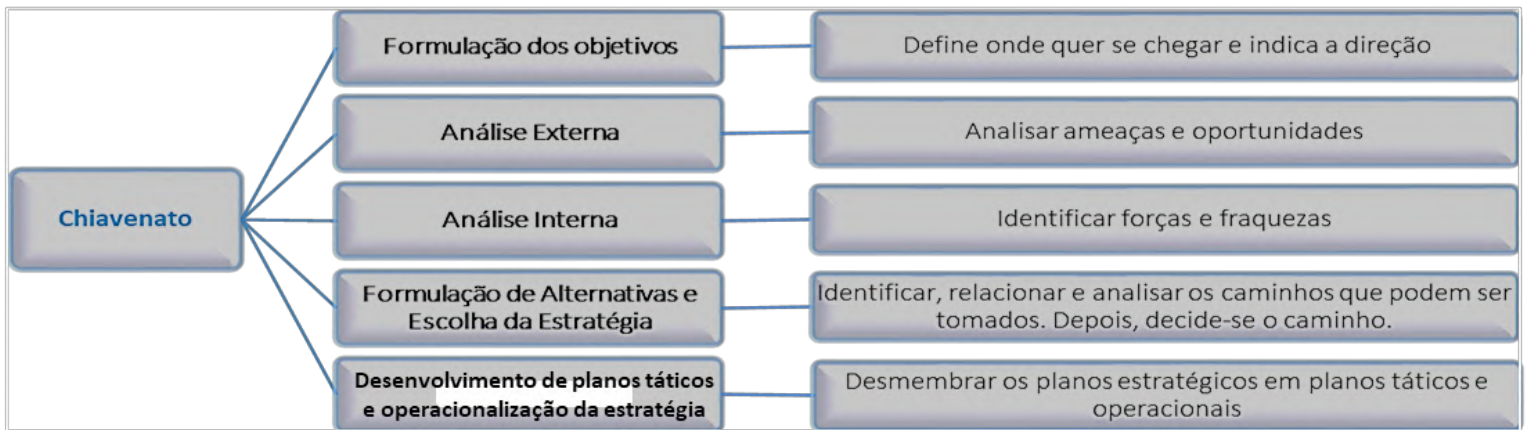 Chiavenato
Formulação dos objetivos
Define onde quer se chegar e indica a direção
Análise Externa
Analisar ameaças e oportunidades
Análise Interna
Identificar forças e fraquezas
Formulação de Alternativas e
Escolha da Estratégia
Identificar, relacionar e analisar os caminhos que podem ser
tomados. Depois, decide-se o caminho.
Desenvolvimento de planos táticos
e operacionalização da estratégia
Desmembrar os planos estratégicos em planos táticos e
operacionais